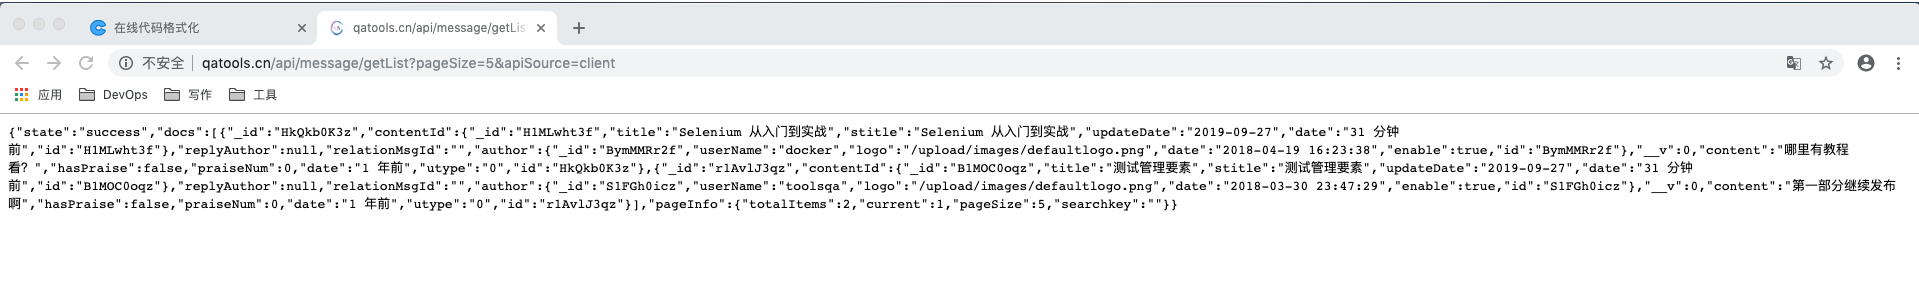 在线代码格式化
qatools.cn/api/message/getLis
不安全 | qatools.cn/api/message/getList?pageSize=5&apiSource=client
应用 DevOps 写作 工具
{"state":"success","docs":[{"_id":"HkQkb0K3z","contentId":{"_id":"H1MLwht3f","title":"Selenium 从入门到实战","stitle":"Selenium 从入门到实战","updateDate":"2019-09-27","date":"31 分钟
前","id":"H1MLwht3f"},"replyAuthor":null,"relationMsgId":"","author":{"_id":"BymMMRr2f","userName":"docker","logo":"/upload/images/defaultlogo.png","date":"2018-04-19 16:23:38","enable":true,"id":"BymMMRr2f"},"__v":0,"content":"哪里有教程
看？","hasPraise":false,"praiseNum":0,"date":"1 年前","utype":"0","id":"HkQkb0K3z"},{"_id":"r1AvlJ3qz","contentId":{"_id":"B1MOC0oqz","title":"测试管理要素","stitle":"测试管理要素","updateDate":"2019-09-27","date":"31 分钟
前","id":"B1MOC0oqz"},"replyAuthor":null,"relationMsgId":"","author":{"_id":"S1FGh0icz","userName":"toolsqa","logo":"/upload/images/defaultlogo.png","date":"2018-03-30 23:47:29","enable":true,"id":"S1FGh0icz"},"__v":0,"content":"第一部分继续发布
啊","hasPraise":false,"praiseNum":0,"date":"1 年前","utype":"0","id":"r1AvlJ3qz"}],"pageInfo":{"totalItems":2,"current":1,"pageSize":5,"searchkey":""}}